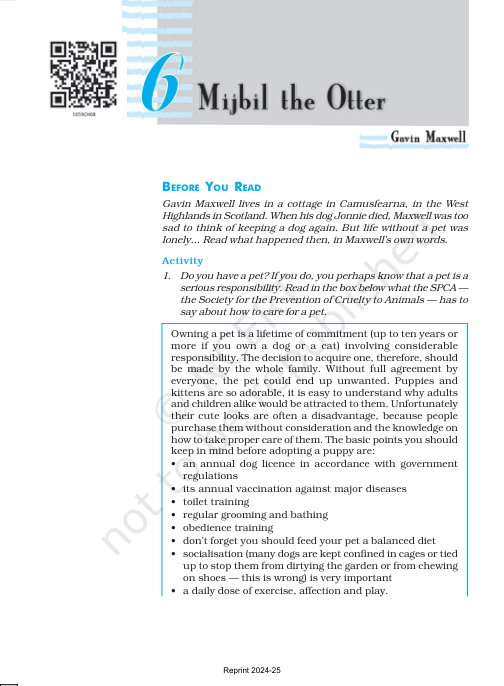 1059CH08
6
Mijbil the Otter
Gavin Maxwell
BEFORE YOU READ
Gavin Maxwell lives in a cottage in Camusfearna, in the West
Highlands in Scotland. When his dog Jonnie died, Maxwell was too
sad to think of keeping a dog again. But life without a pet was
lonely... Read what happened then, in Maxwell's own words.
Activity
1. Do you have a pet? If you do, you perhaps know that a pet is a
serious responsibility. Read in the box below what the SPCA —
the Society for the Prevention of Cruelty to Animals — has to
say about how to care for a pet.
Owning a pet is a lifetime of commitment (up to ten years or
more if you own a dog or a cat) involving considerable
responsibility. The decision to acquire one, therefore, should
be made by the whole family. Without full agreement by
everyone, the pet could end up unwanted. Puppies and
kittens are so adorable, it is easy to understand why adults
and children alike would be attracted to them. Unfortunately
their cute looks are often a disadvantage, because people
purchase them without consideration and the knowledge on
how to take proper care of them. The basic points you should
keep in mind before adopting a puppy are:
• an annual dog licence in accordance with government
regulations
• its annual vaccination against major diseases
• toilet training
• regular grooming and bathing
• obedience training
• don't forget you should feed your pet a balanced diet
• socialisation (many dogs are kept confined in cages or tied
up to stop them from dirtying the garden or from chewing
on shoes — this is wrong) is very important
• a daily dose of exercise, affection and play.
not to be republished
Reprint 2024-25